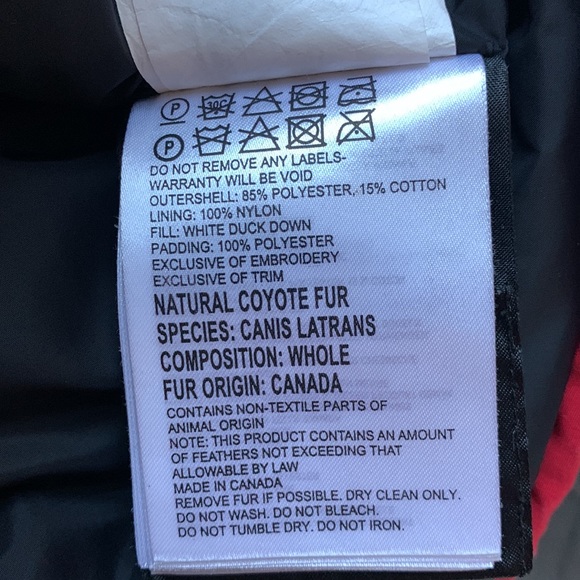 P 30C
P
DO NOT REMOVE ANY LABELS-
WARRANTY WILL BE VOID
OUTERSHELL: 85% POLYESTER, 15% COTTON
LINING: 100% NYLON
FILL: WHITE DUCK DOWN
PADDING: 100% POLYESTER
EXCLUSIVE OF EMBROIDERY
EXCLUSIVE OF TRIM
NATURAL COYOTE FUR
SPECIES: CANIS LATRANS
COMPOSITION: WHOLE
FUR ORIGIN: CANADA
CONTAINS NON-TEXTILE PARTS OF
ANIMAL ORIGIN
NOTE: THIS PRODUCT CONTAINS AN AMOUNT
OF FEATHERS NOT EXCEEDING THAT
ALLOWABLE BY LAW
MADE IN CANADA
REMOVE FUR IF POSSIBLE. DRY CLEAN ONLY.
DO NOT WASH. DO NOT BLEACH.
DO NOT TUMBLE DRY. DO NOT IRON.